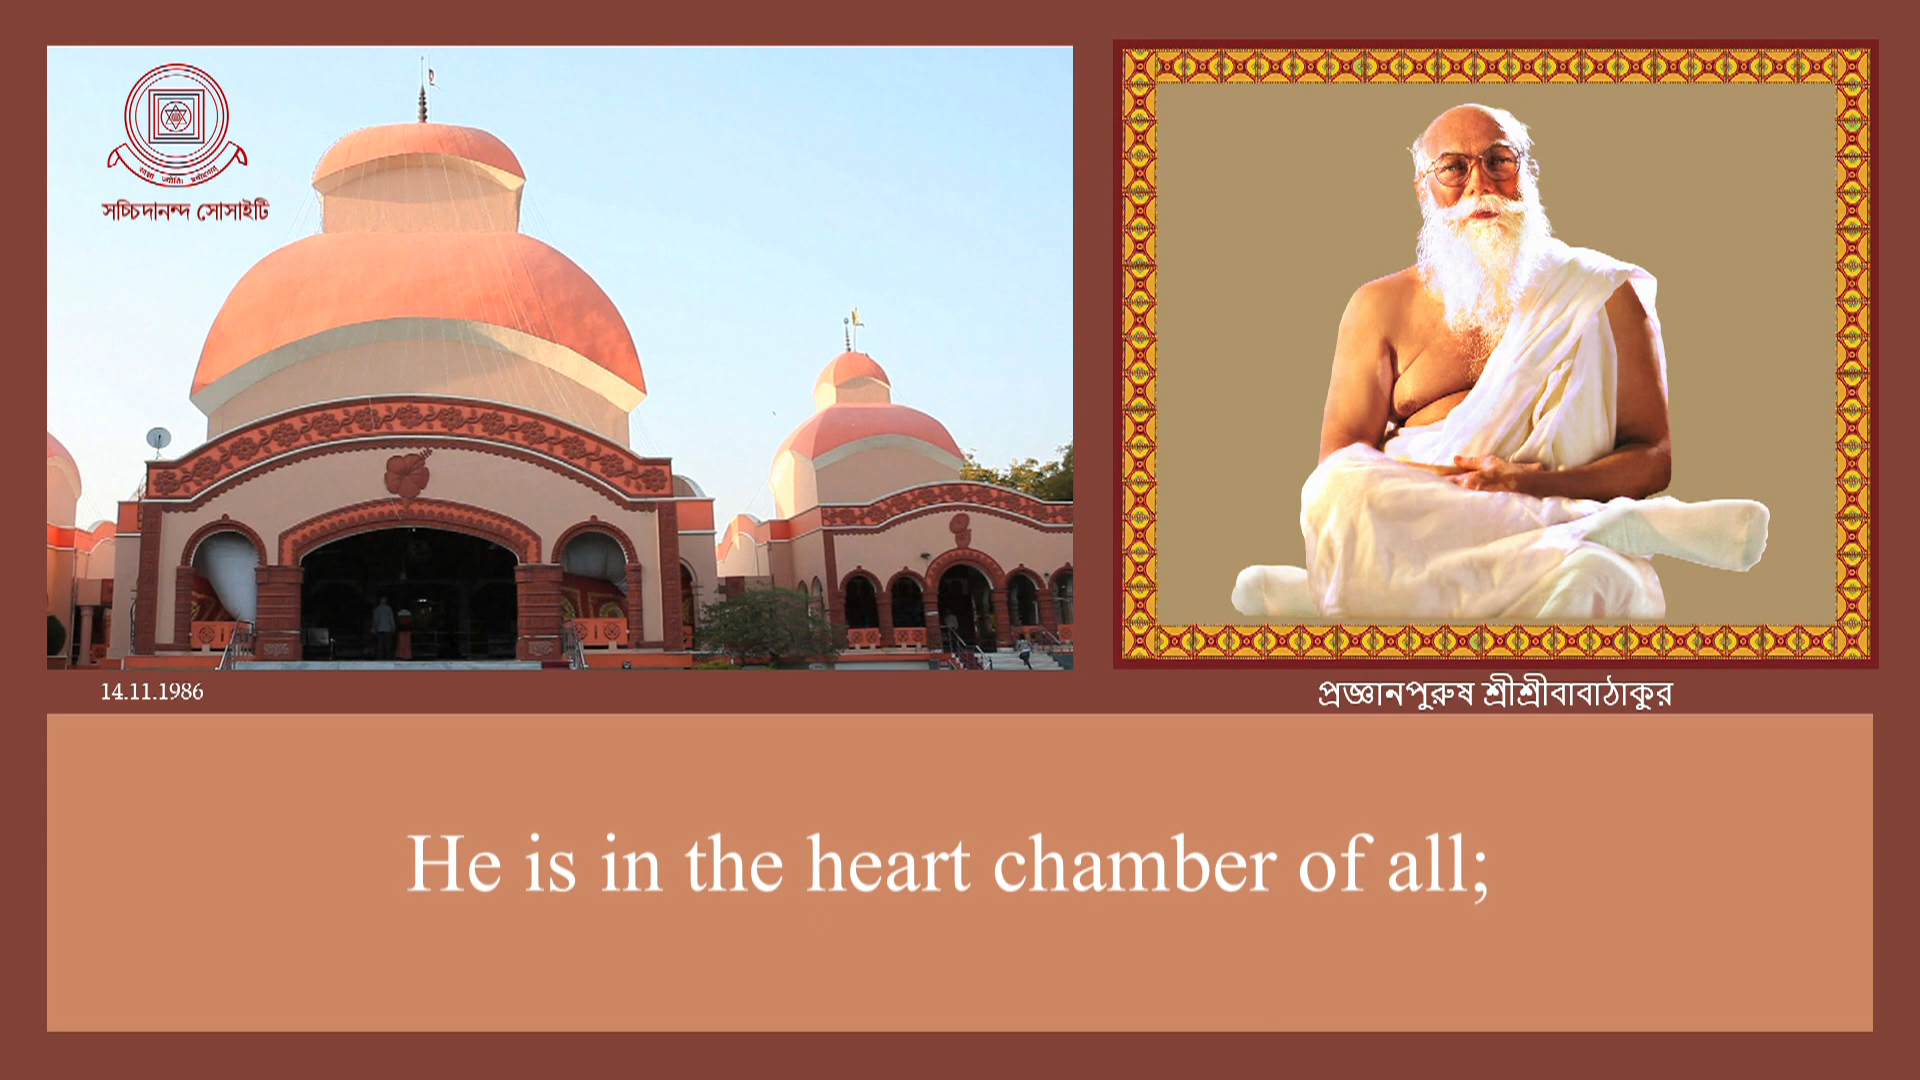 সচ্চিদানন্দ সোসাইটি
14.11.1986
প্রজ্ঞানপুরুষ শ্রীশ্রীবাবাঠাকুর
He is in the heart chamber of all;